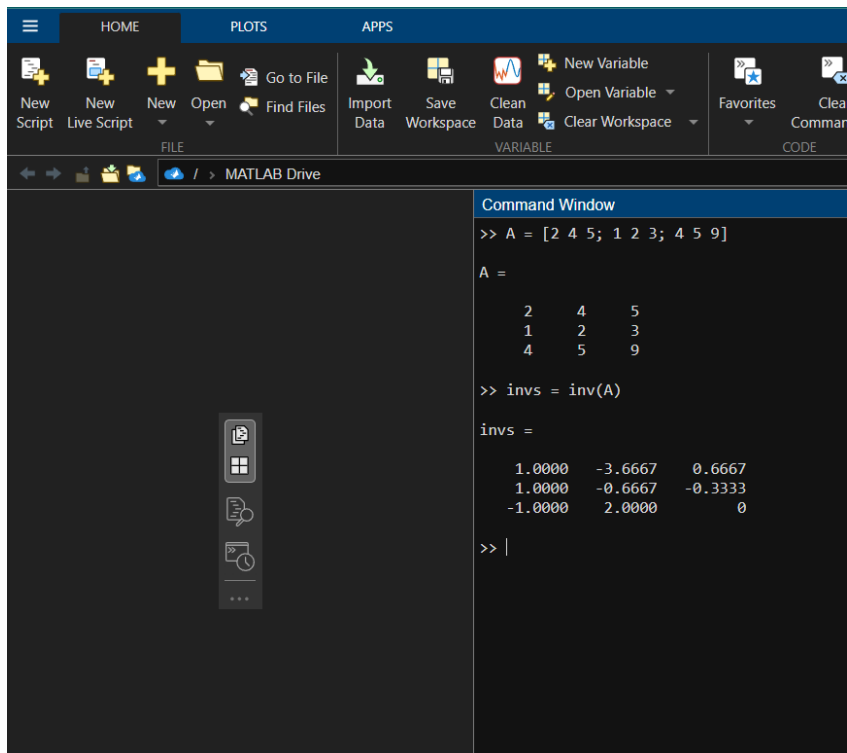 HOME PLOTS APPS
New Script
New Live Script
New
Open
Go to File
Find Files
Import Data
Save Workspace
Clean Data
New Variable
Open Variable
Clear Workspace
Favorites
FILE
VARIABLE
CODE
/ > MATLAB Drive
Command Window
>> A = [2 4 5; 1 2 3; 4 5 9]
A =
2 4 5
1 2 3
4 5 9
>> invs = inv(A)
invs =
1.0000 -3.6667 0.6667
1.0000 -0.6667 -0.3333
-1.0000 2.0000 0
>>